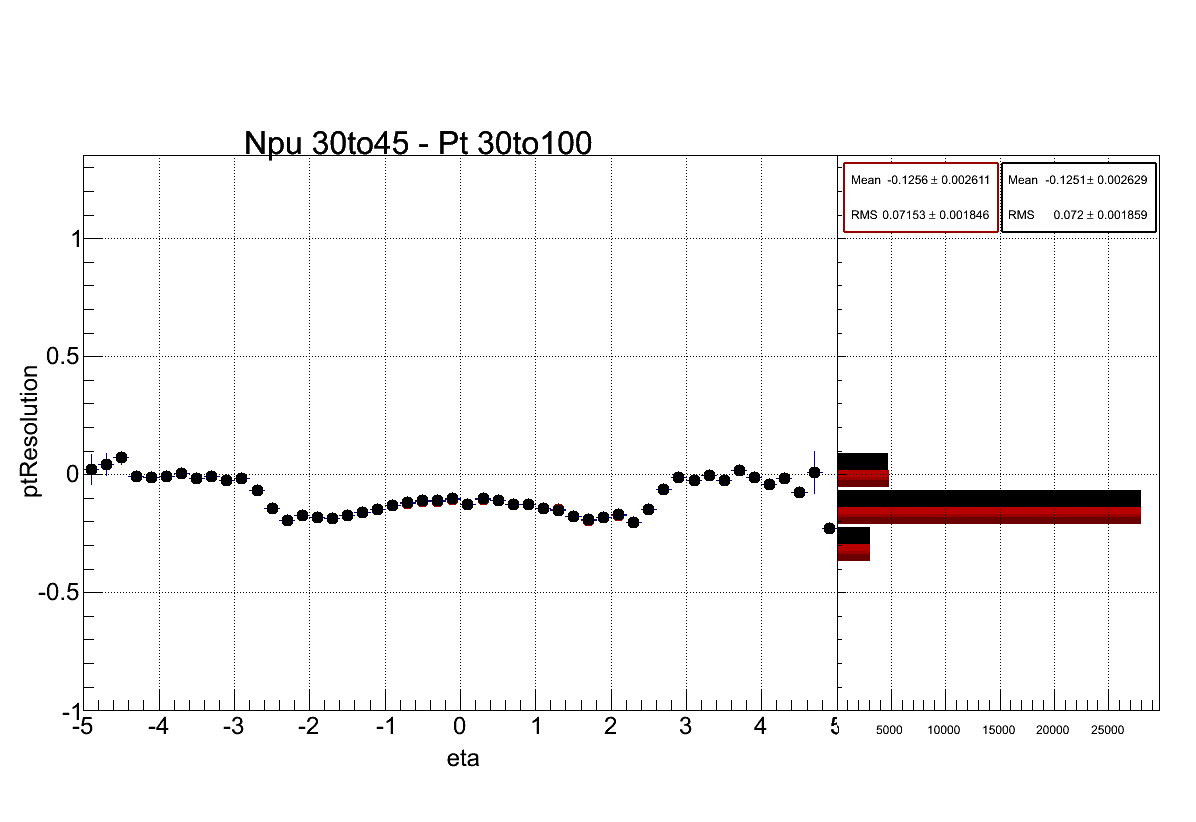 Npu 30to45 - Pt 30to100
Mean -0.1256 ± 0.002611
RMS 0.07153 ± 0.001846
Mean -0.1251± 0.002629
RMS 0.072 ± 0.001859
1
0.5
0
-0.5
-1
ptResolution
-5 -4 -3 -2 -1 0 1 2 3 4 5
5000 10000 15000 20000 25000
eta